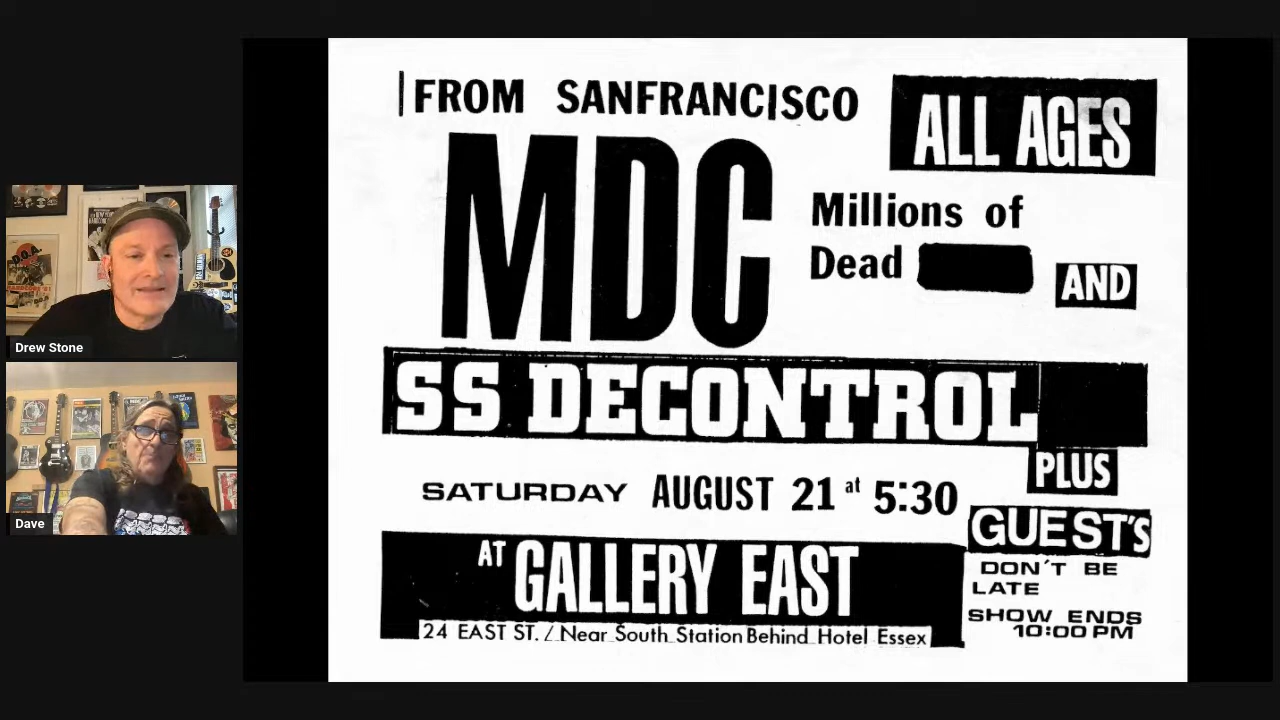 FROM SANFRANCISCO
ALL AGES
MDC
Millions of
Dead
AND
SS DECONTROL
PLUS
SATURDAY AUGUST 21 at 5:30
GUEST'S
AT GALLERY EAST
DON'T BE
LATE
SHOW ENDS
10:00 PM
24 EAST ST. / Near South Station Behind Hotel Essex
D.O.A.
HARDCORE 81
Drew Stone
Dave